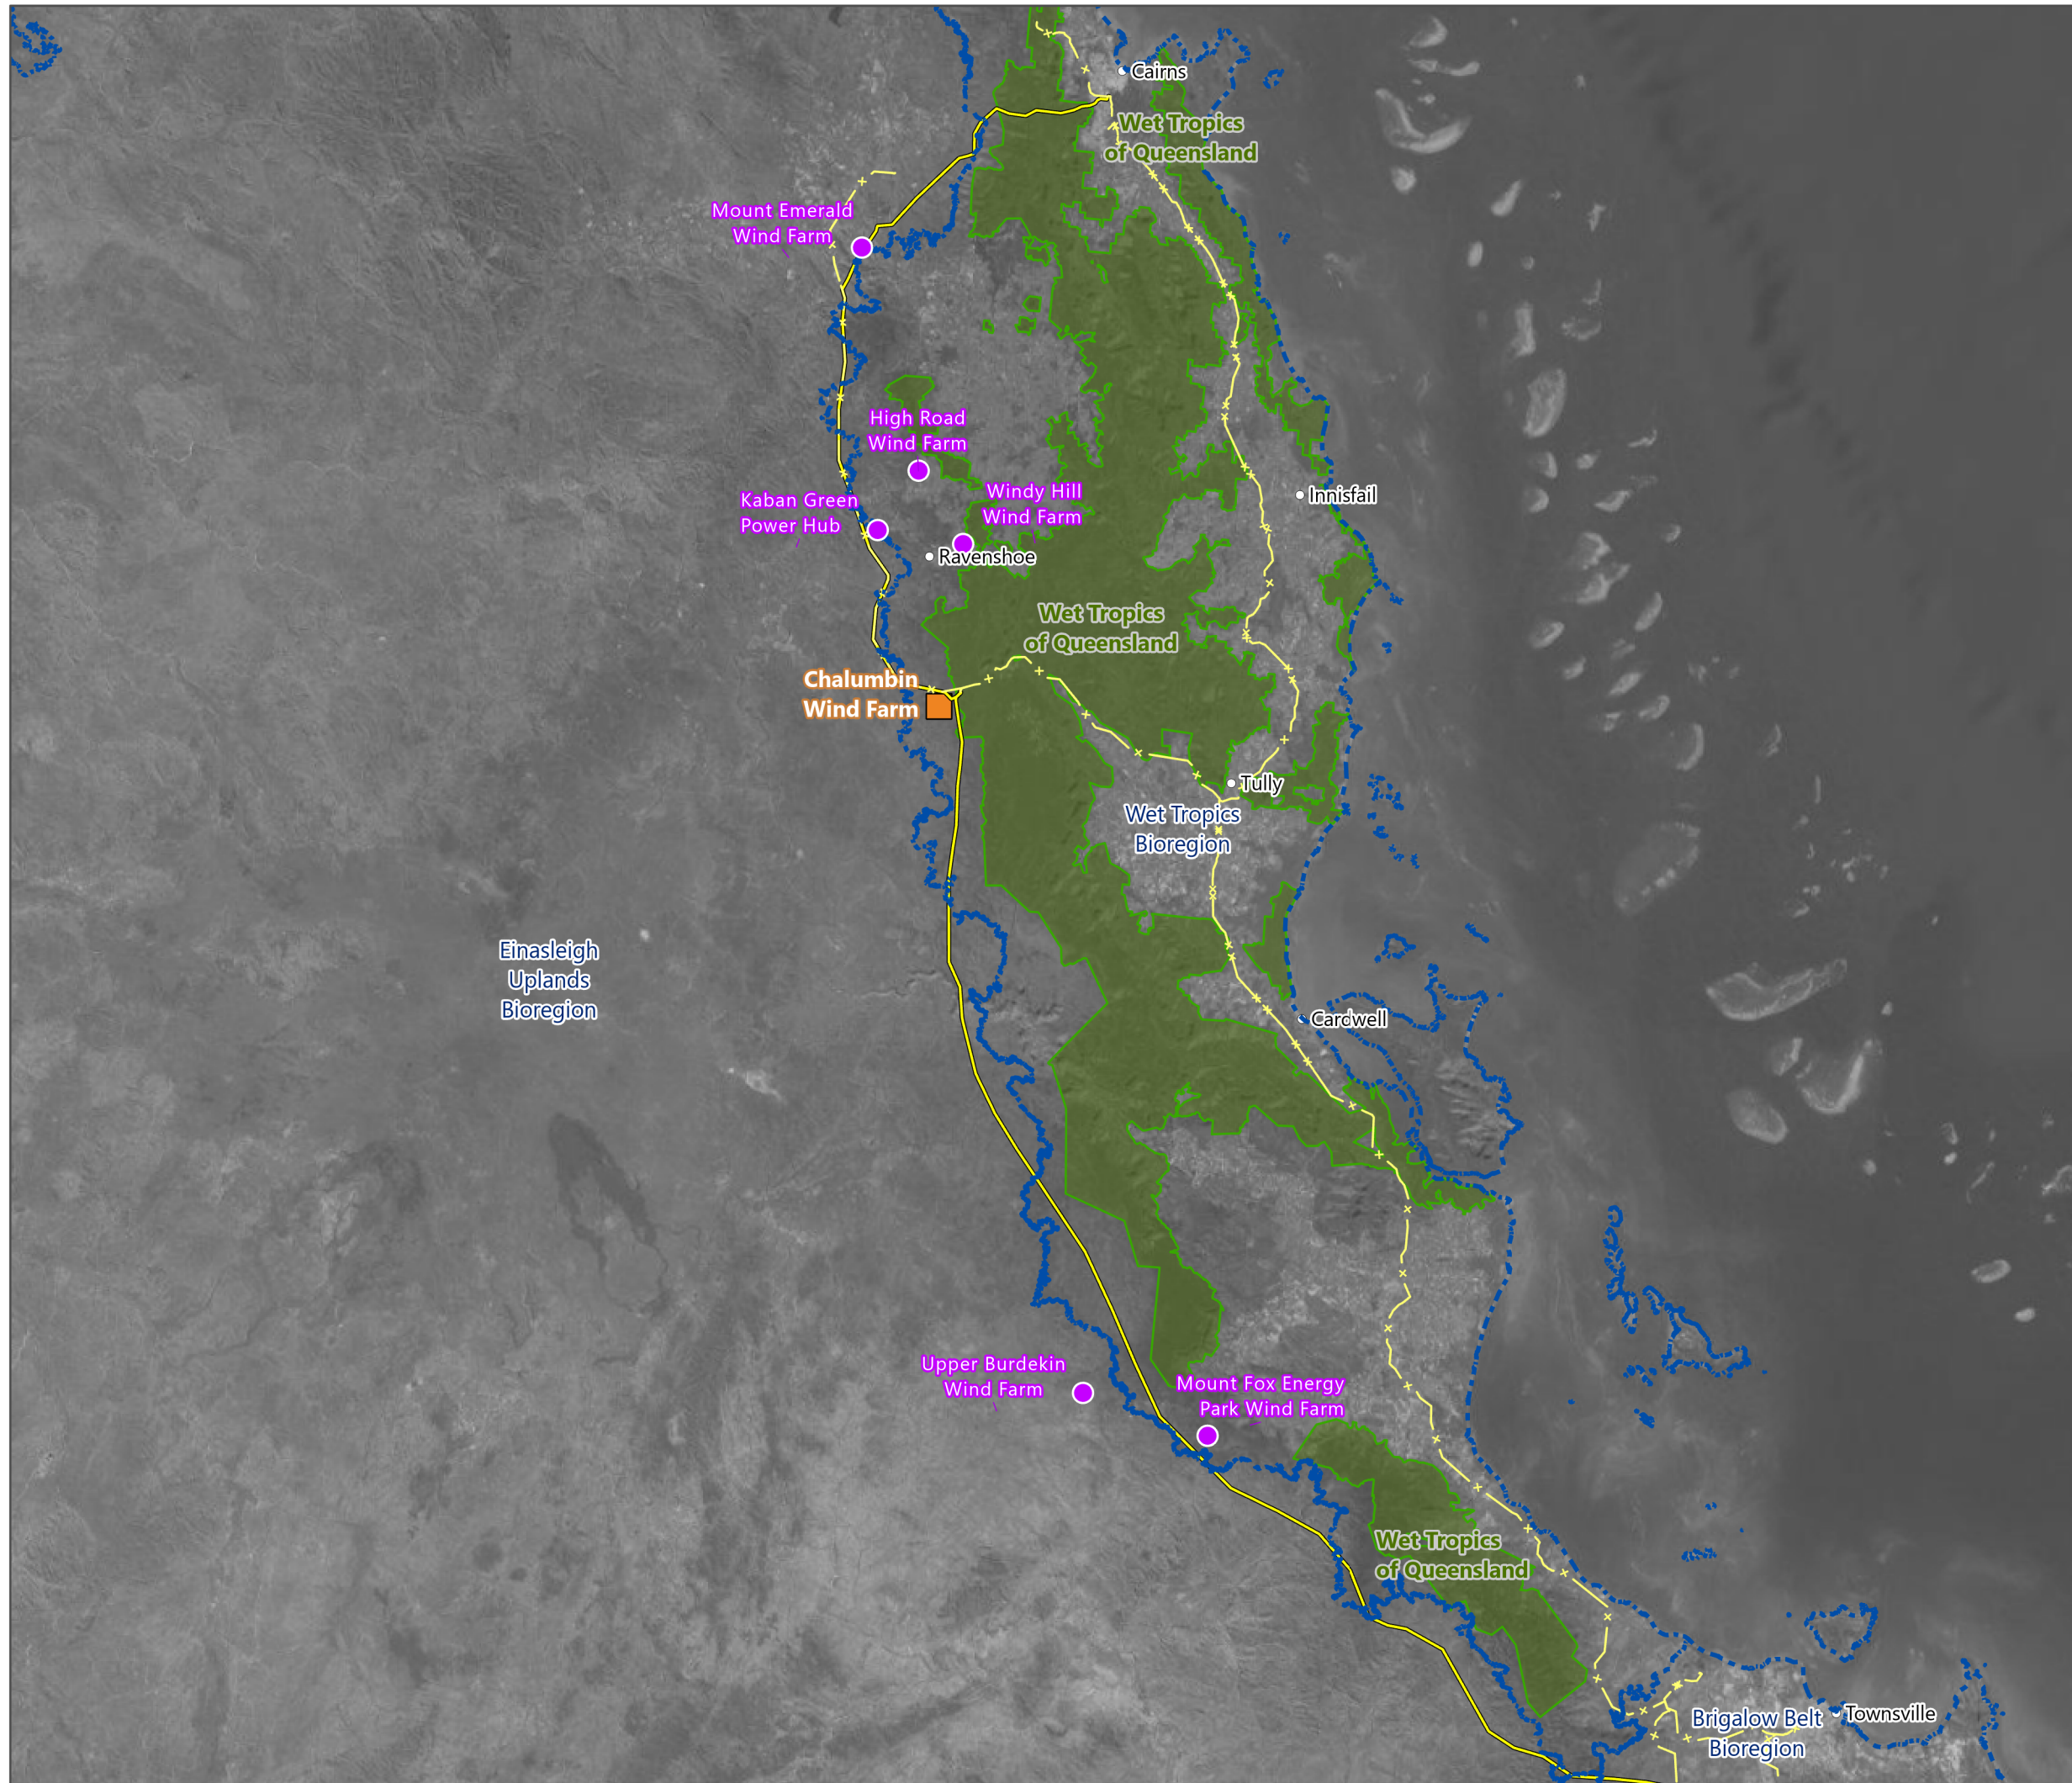 Cairns
Wet Tropics
of Queensland
Mount Emerald
Wind Farm
High Road
Wind Farm
Kaban Green
Power Hub
Windy Hill
Wind Farm
Innisfail
Ravenshoe
Wet Tropics
of Queensland
Chalumbin
Wind Farm
Tully
Wet Tropics
Bioregion
Einasleigh
Uplands
Bioregion
Cardwell
Upper Burdekin
Wind Farm
Mount Fox Energy
Park Wind Farm
Wet Tropics
of Queensland
Brigalow Belt
Bioregion
Townsville